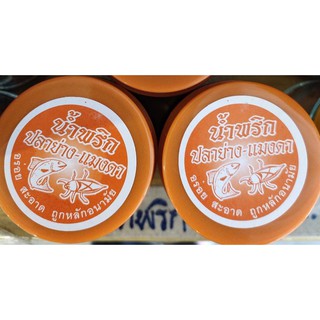 น้ำพริก
ปลาย่าง-แมงดา
อร่อย สะอาด ถูกหลักอนามัย
น้ำพริก
ปลาย่าง-แมงดา
อร่อย สะอาด ถูกหลักอนามัย